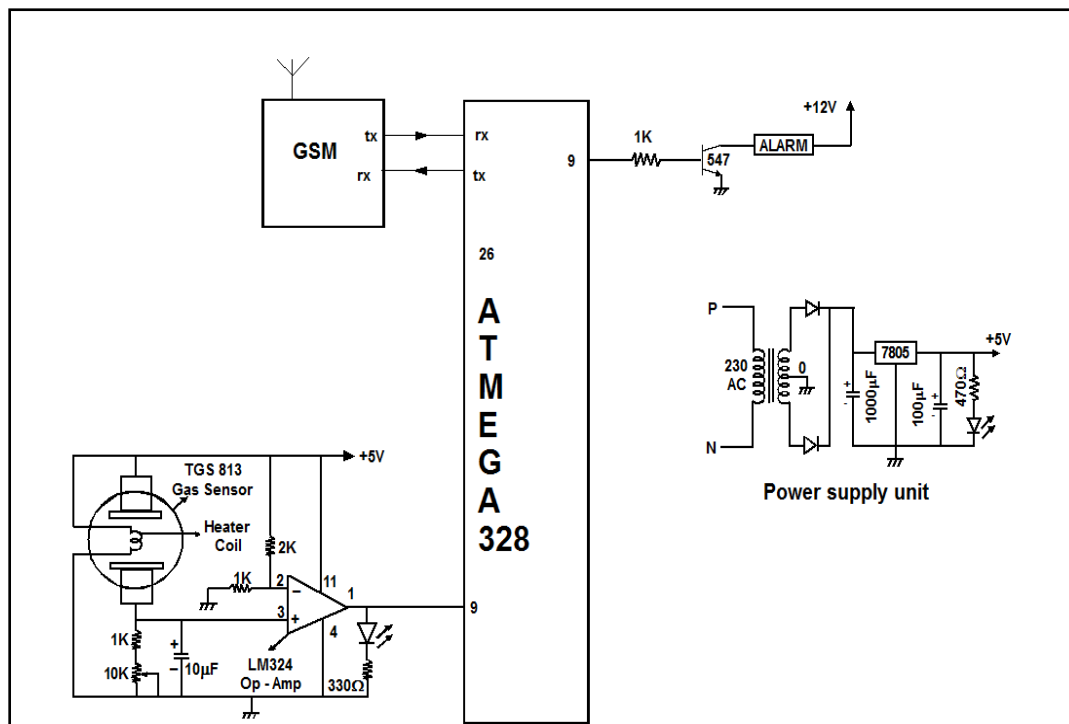 GSM
tx
rx
rx
tx
26
9
1K
547
ALARM
+12V
ATMEGA
328
9
P
230
AC
N
0
7805
1000µF
100µF
470Ω
+5V
Power supply unit
+5V
TGS 813
Gas Sensor
Heater
Coil
2K
1K
2
11
1
3
4
1K
10K
10µF
LM324
Op - Amp
330Ω
+
-
+
-
+
−
−
+